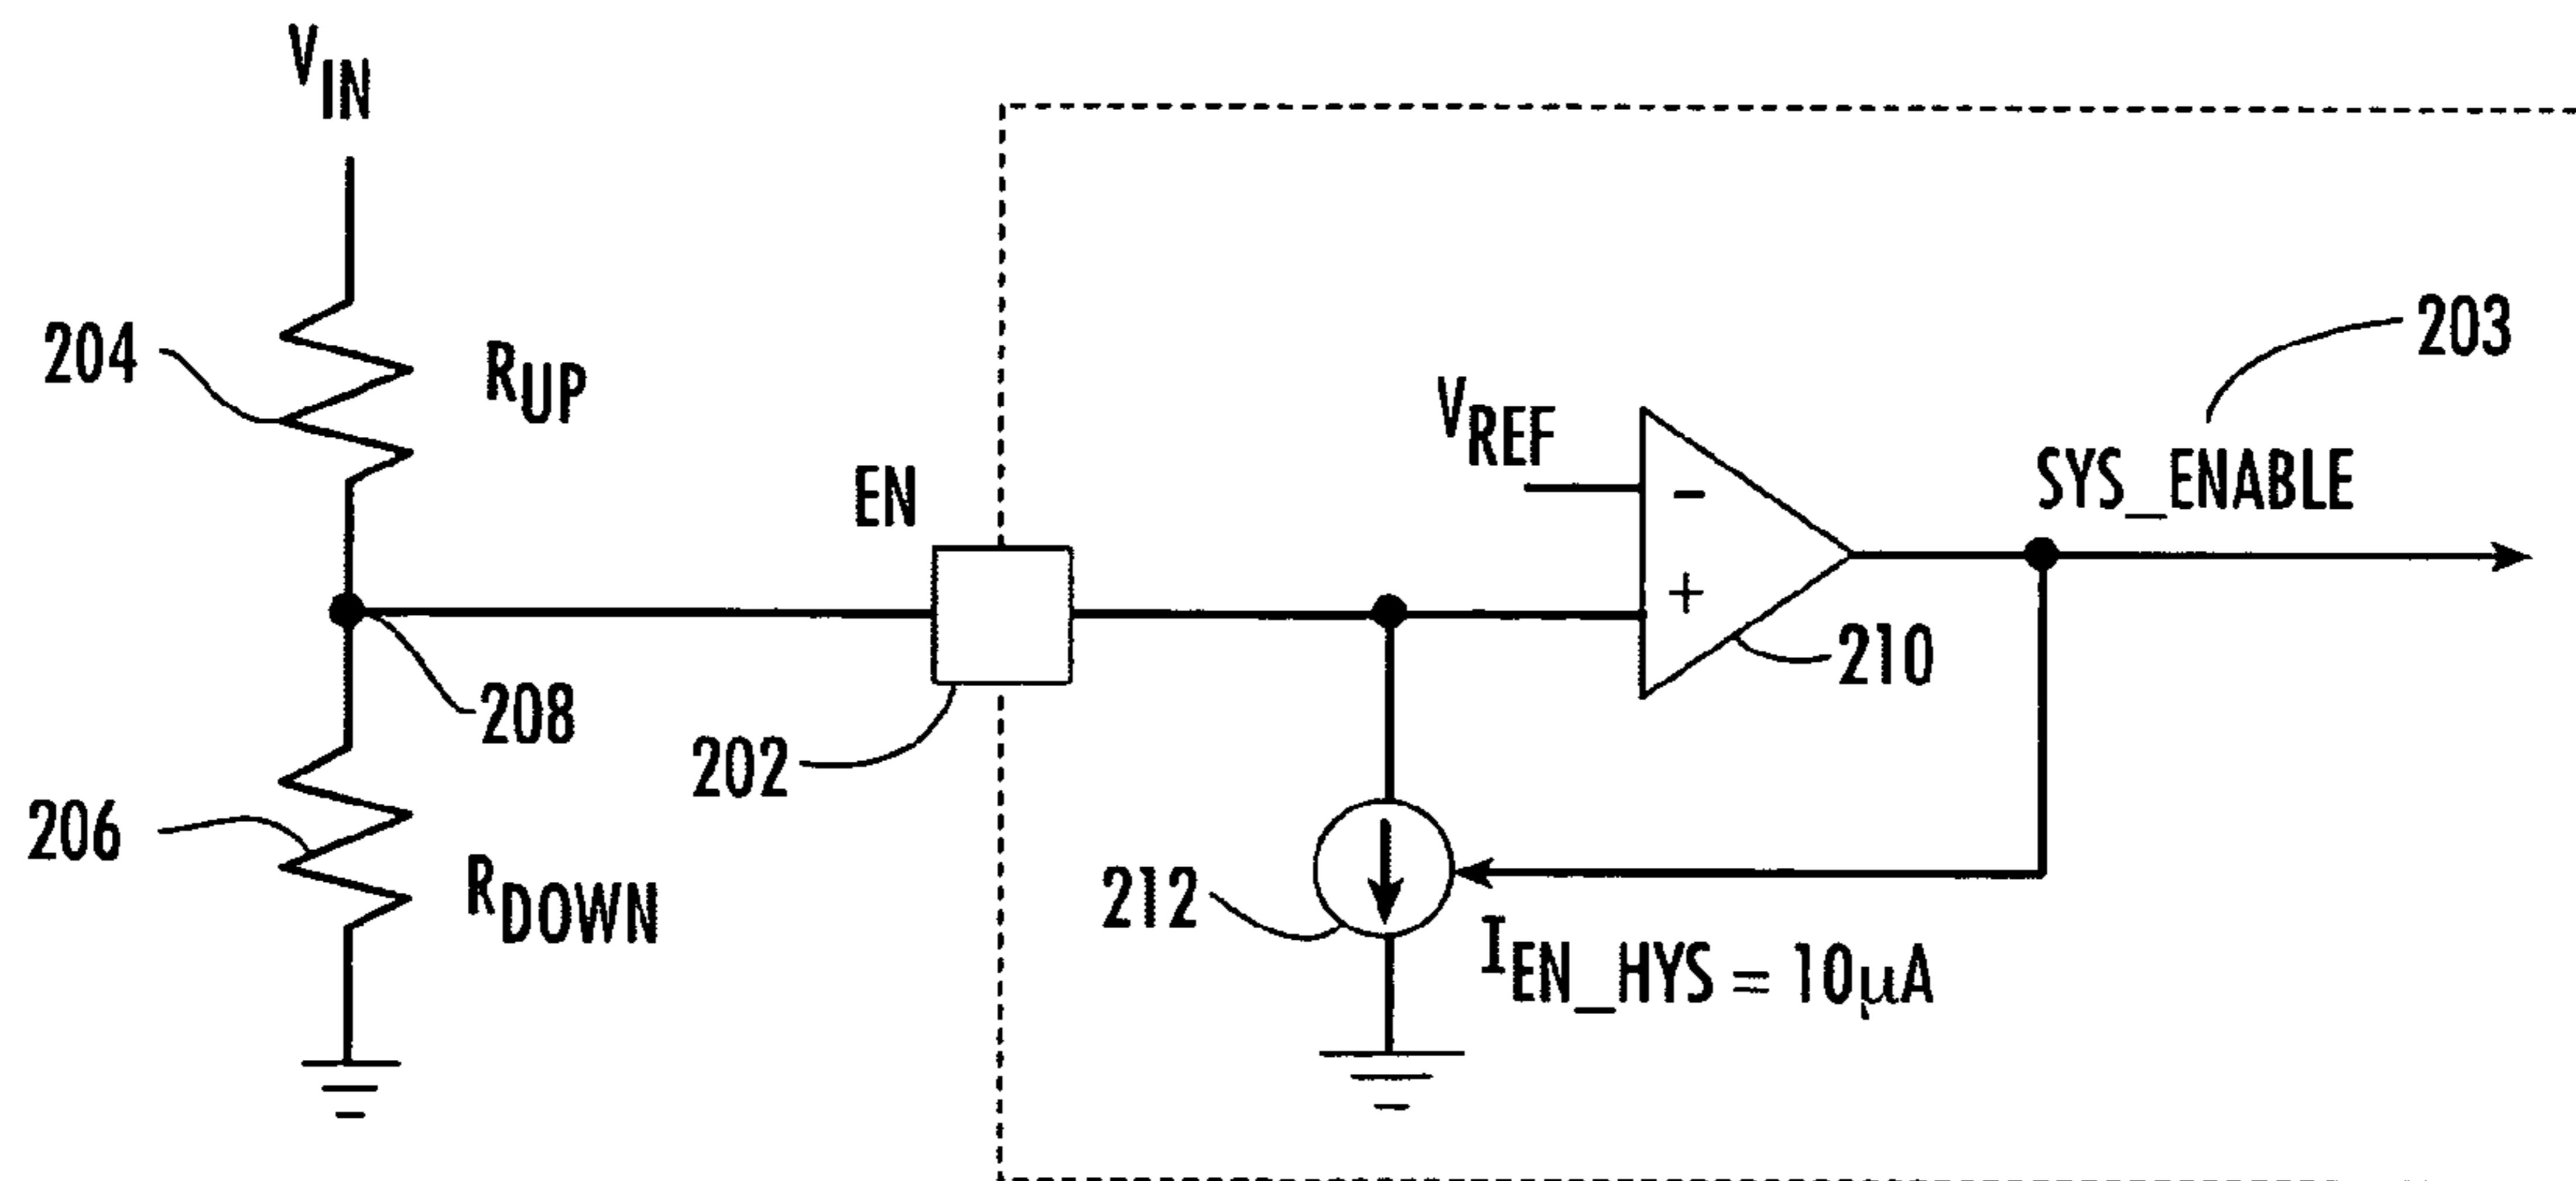 VIN
203
204
RUP
VREF
EN
SYS_ENABLE
-
+
210
208
202
206
RDOWN
212
IEN_HYS = 10µA